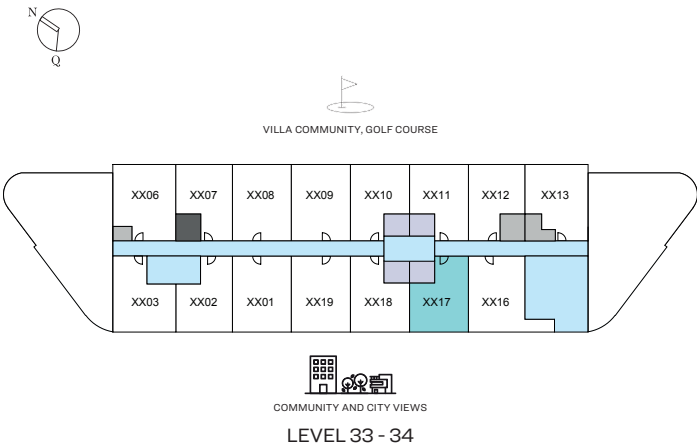 N
Q
VILLA COMMUNITY, GOLF COURSE
XX06 XX07 XX08 XX09 XX10 XX11 XX12 XX13
XX03 XX02 XX01 XX19 XX18 XX17 XX16
COMMUNITY AND CITY VIEWS
LEVEL 33 - 34